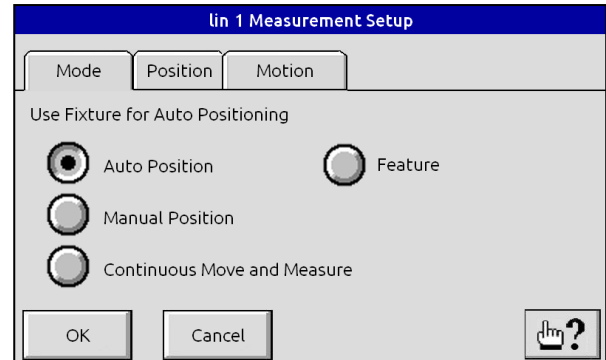 lin 1 Measurement Setup
Mode Position Motion
Use Fixture for Auto Positioning
Auto Position Feature
Manual Position
Continuous Move and Measure
OK Cancel ?